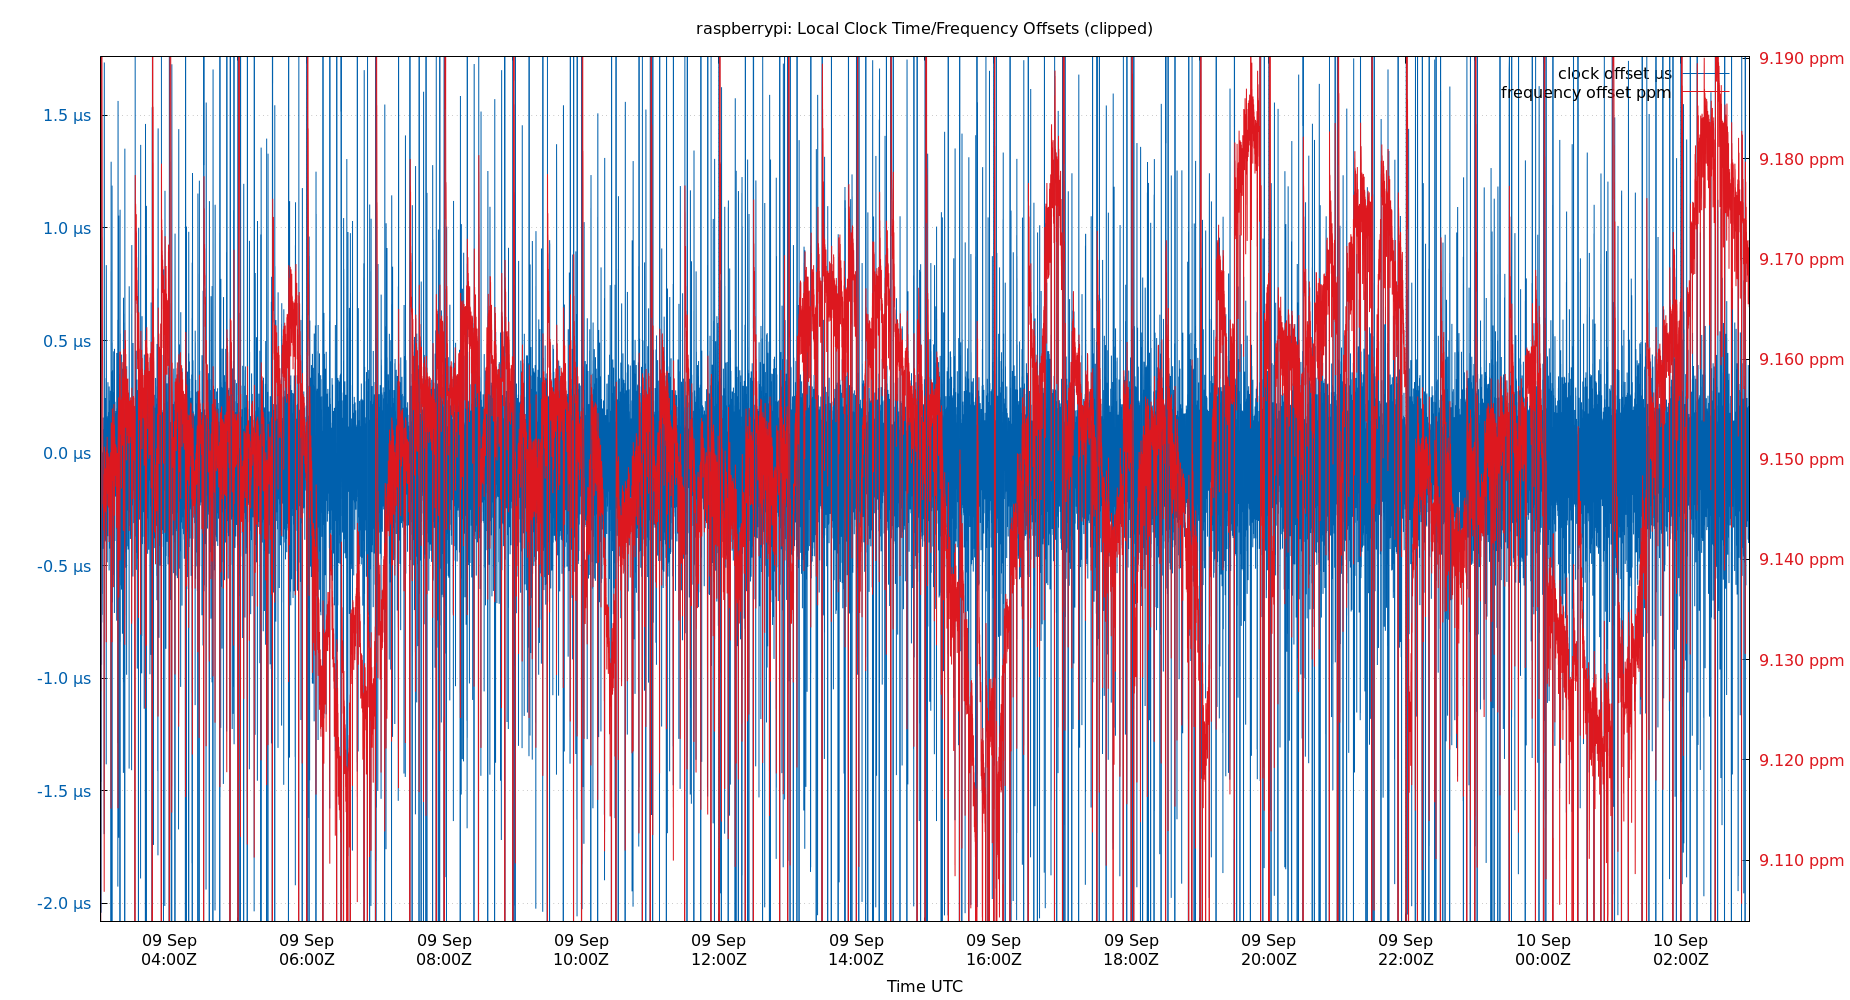 raspberrypi: Local Clock Time/Frequency Offsets (clipped)
clock offset µs
frequency offset ppm
1.5 µs
1.0 µs
0.5 µs
0.0 µs
-0.5 µs
-1.0 µs
-1.5 µs
-2.0 µs
9.190 ppm
9.180 ppm
9.170 ppm
9.160 ppm
9.150 ppm
9.140 ppm
9.130 ppm
9.120 ppm
9.110 ppm
09 Sep 09 Sep 09 Sep 09 Sep 09 Sep 09 Sep 09 Sep 09 Sep 09 Sep 09 Sep 10 Sep 10 Sep
04:00Z 06:00Z 08:00Z 10:00Z 12:00Z 14:00Z 16:00Z 18:00Z 20:00Z 22:00Z 00:00Z 02:00Z
Time UTC